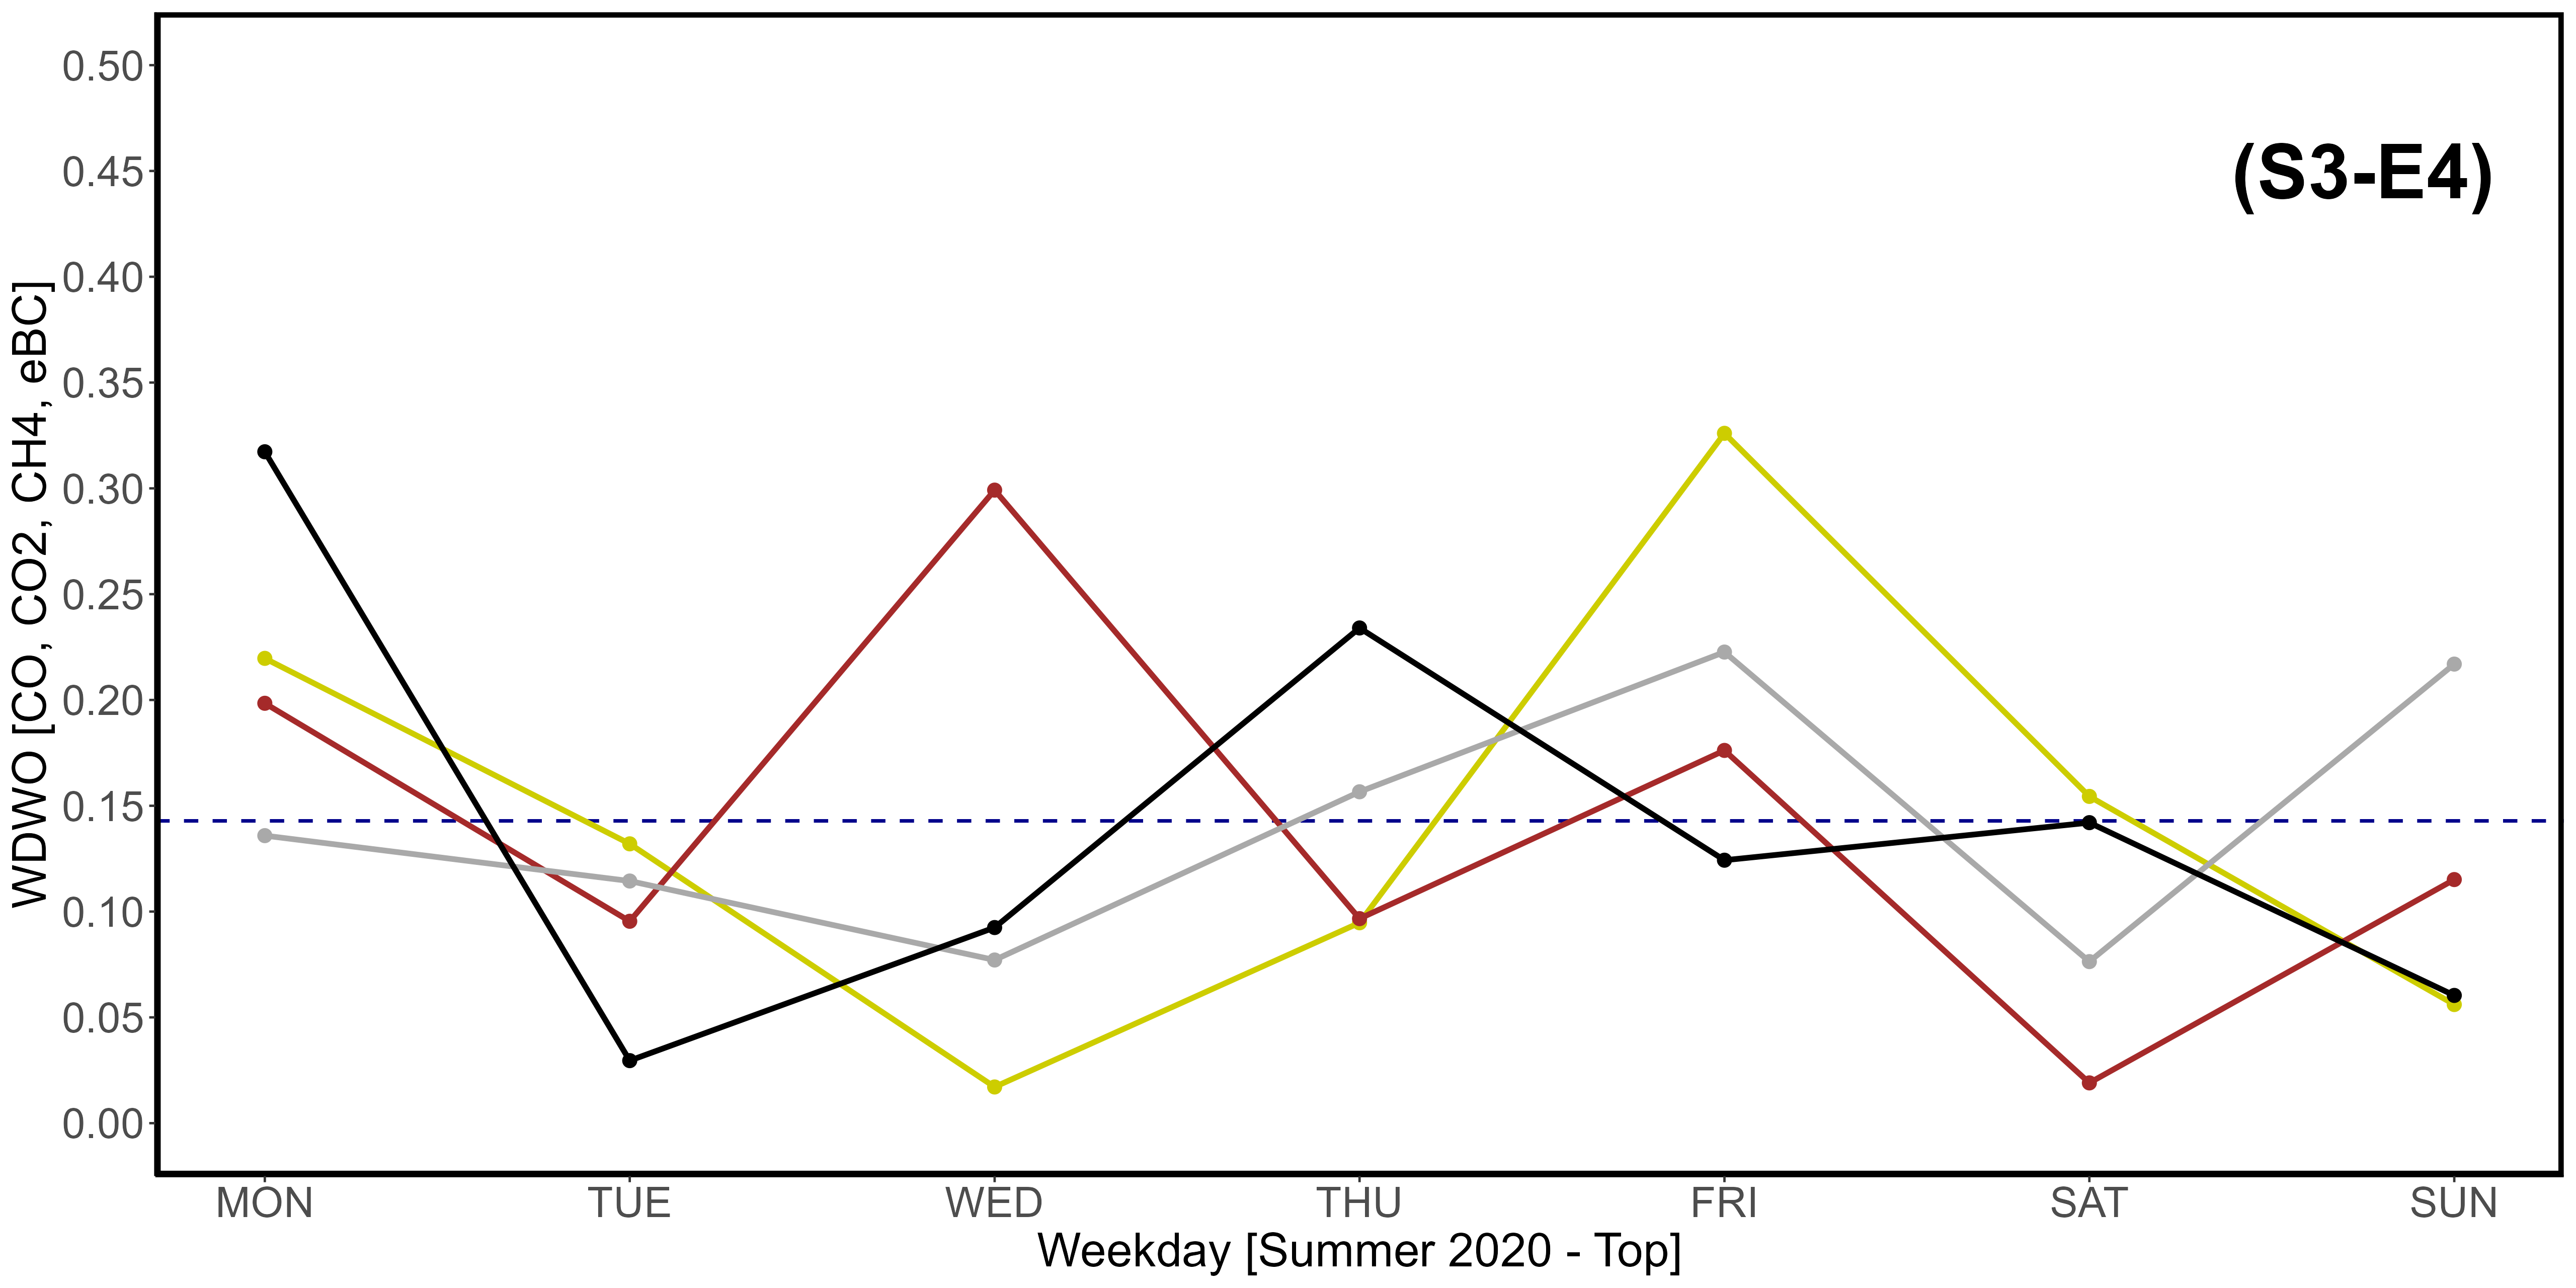 WDWO [CO, CO2, CH4, eBC]
0.50
0.45
0.40
0.35
0.30
0.25
0.20
0.15
0.10
0.05
0.00
(S3-E4)
MON TUE WED THU FRI SAT SUN
Weekday [Summer 2020 - Top]